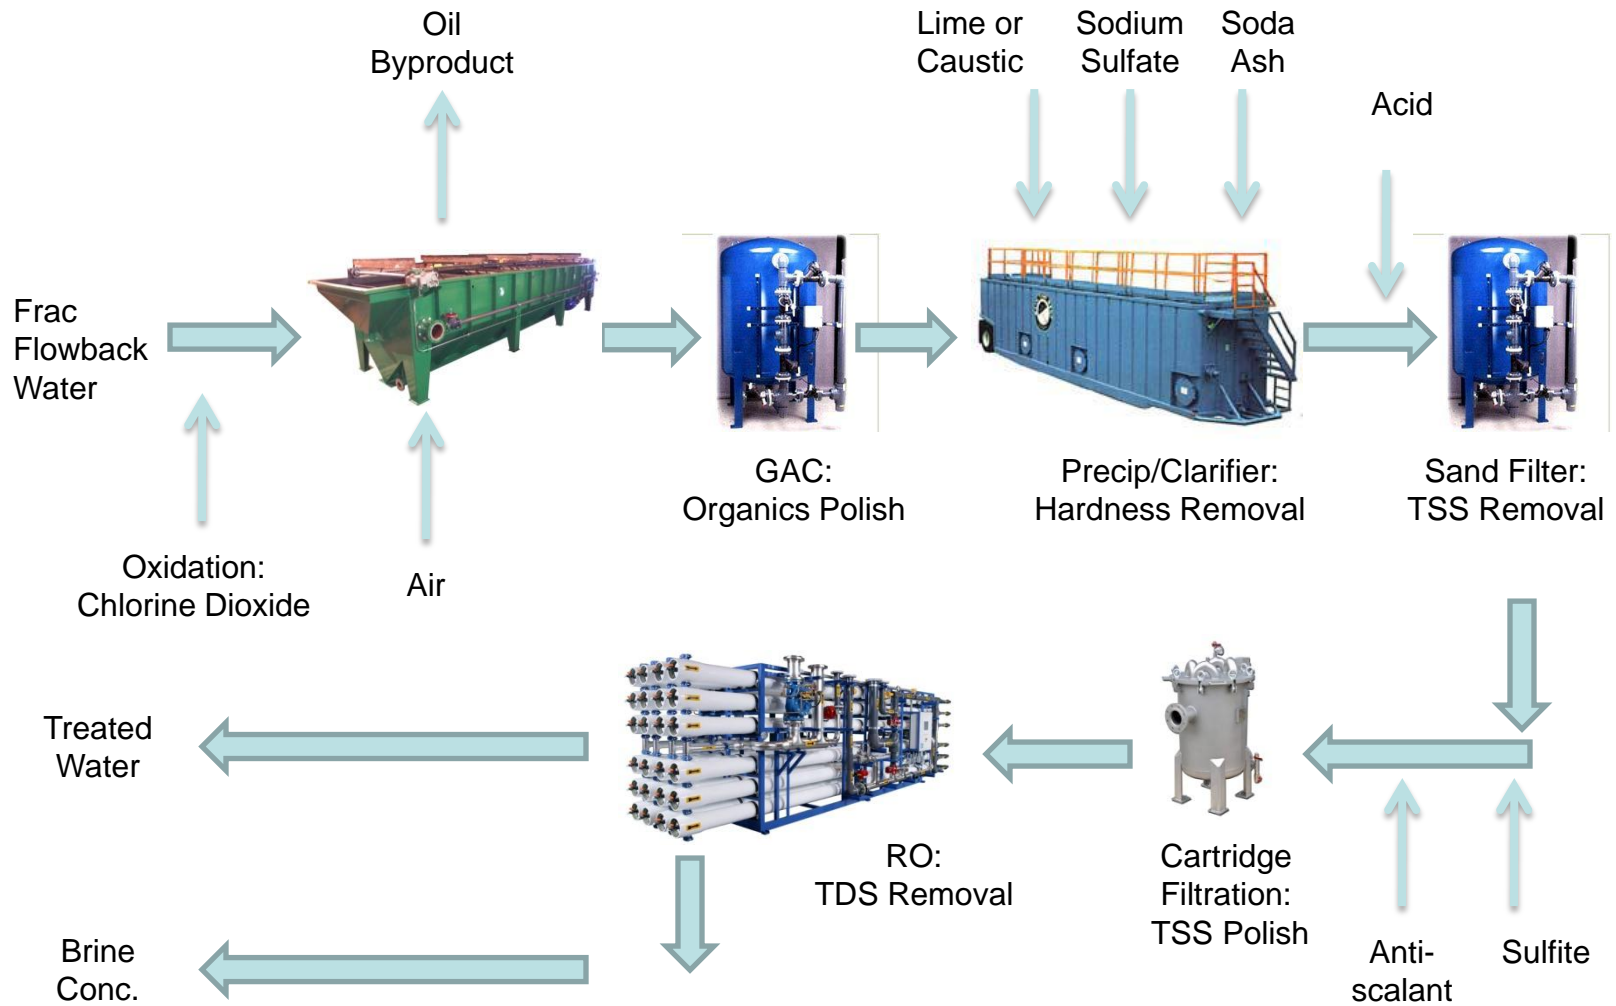 Oil
Byproduct
Lime or
Caustic
Sodium
Sulfate
Soda
Ash
Acid
Frac
Flowback
Water
GAC:
Organics Polish
Precip/Clarifier:
Hardness Removal
Sand Filter:
TSS Removal
Oxidation:
Chlorine Dioxide
Air
Treated
Water
RO:
TDS Removal
Cartridge
Filtration:
TSS Polish
Anti-
scalant
Sulfite
Brine
Conc.